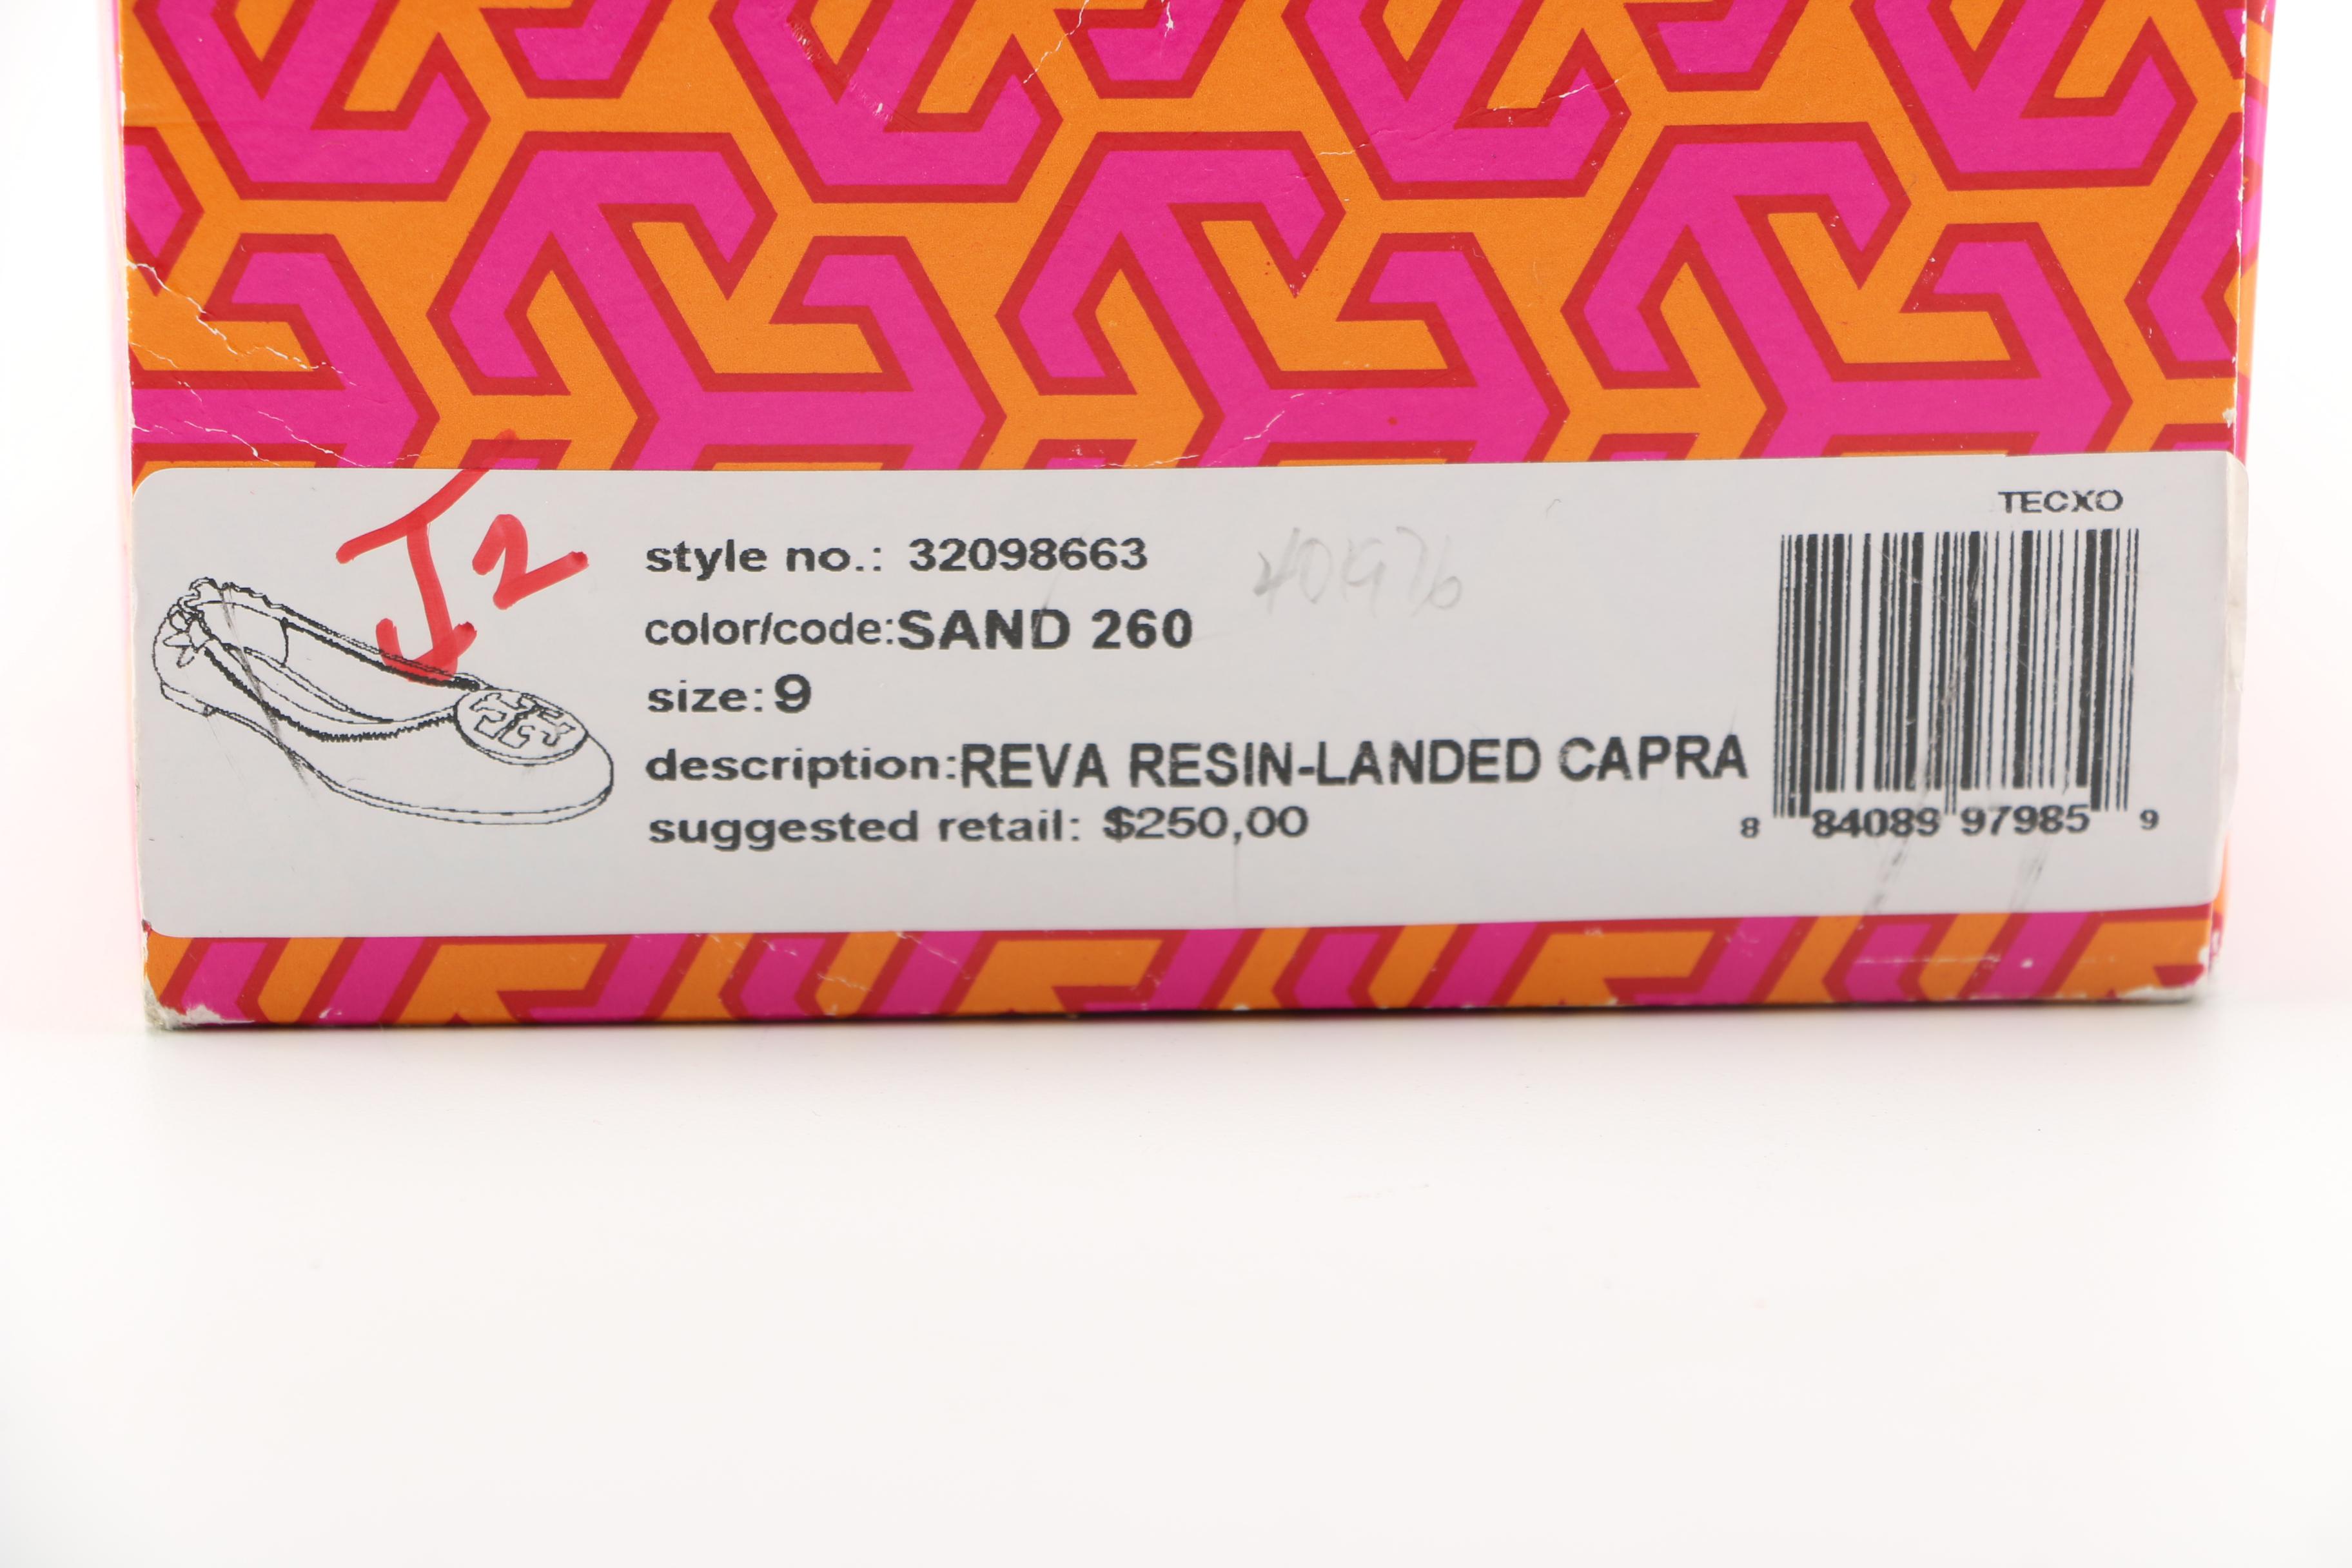 TECXO
J2
style no.: 32098663
color/code:SAND 260
size:9
description:REVA RESIN-LANDED CAPRA
suggested retail: $250,00
8 84089 97985 9